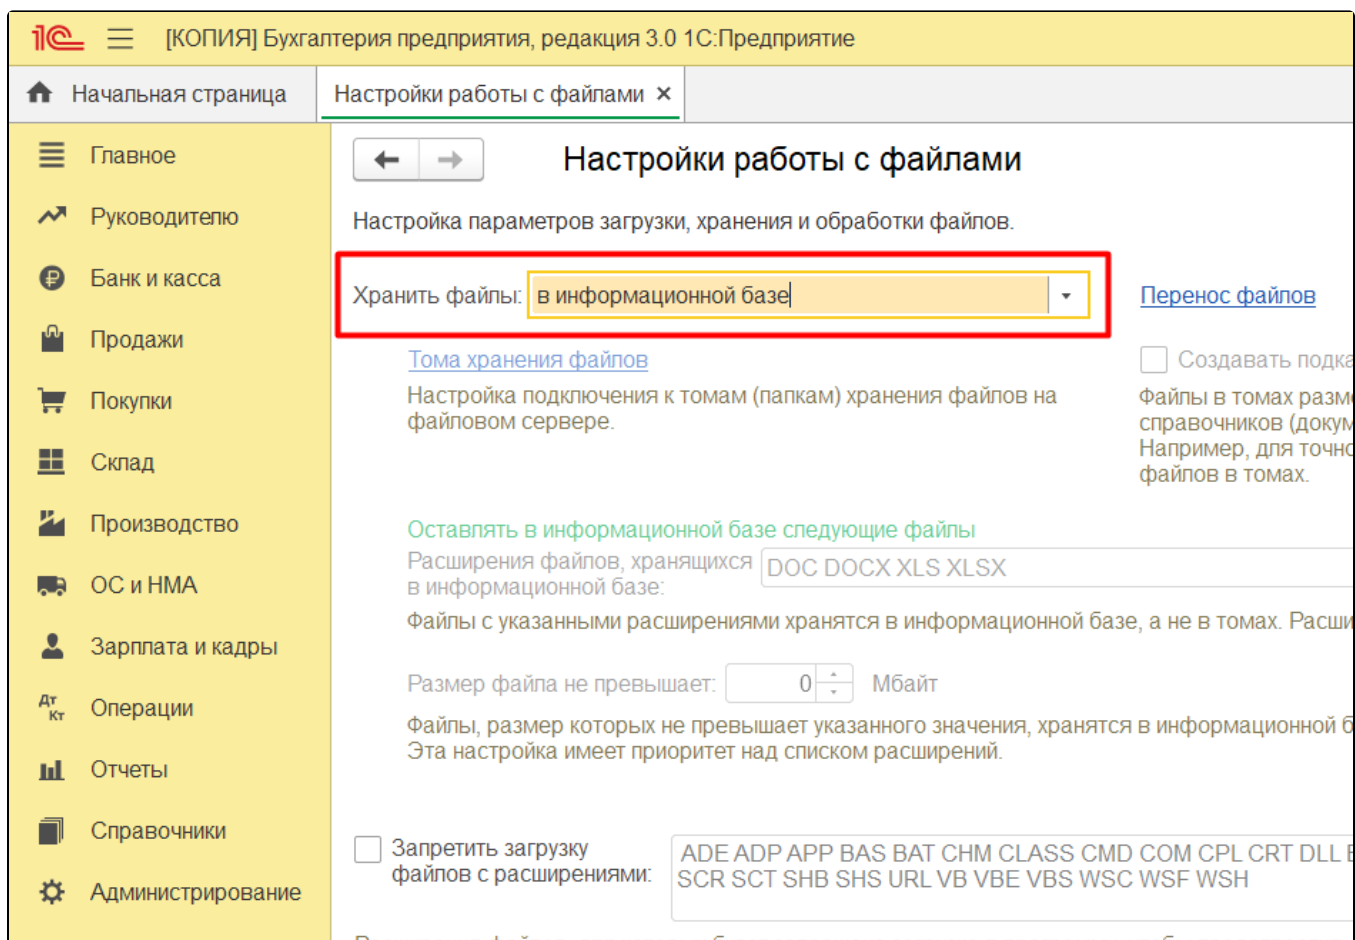 1С [КОПИЯ] Бухгалтерия предприятия, редакция 3.0 1С:Предприятие
Начальная страница
Настройки работы с файлами ×
Главное
Руководителю
Банк и касса
Продажи
Покупки
Склад
Производство
ОС и НМА
Зарплата и кадры
Дт Кт Операции
Отчеты
Справочники
Администрирование
Настройки работы с файлами
Настройка параметров загрузки, хранения и обработки файлов.
Хранить файлы: в информационной базе
Перенос файлов
Тома хранения файлов
Настройка подключения к томам (папкам) хранения файлов на
файловом сервере.
Создавать
Файлы в томах
справочников
Например, для
файлов в томах.
Оставлять в информационной базе следующие файлы
Расширения файлов, хранящихся
в информационной базе:
DOC DOCX XLS XLSX
Файлы с указанными расширениями хранятся в информационной базе, а не в томах.
Размер файла не превышает: 0 Мбайт
Файлы, размер которых не превышает указанного значения, хранятся в информационной
Эта настройка имеет приоритет над списком расширений.
Запретить загрузку
файлов с расширениями:
ADE ADP APP BAS BAT CHM CLASS CMD COM CPL CRT DLL
SCR SCT SHB SHS URL VB VBE VBS WSC WSF WSH